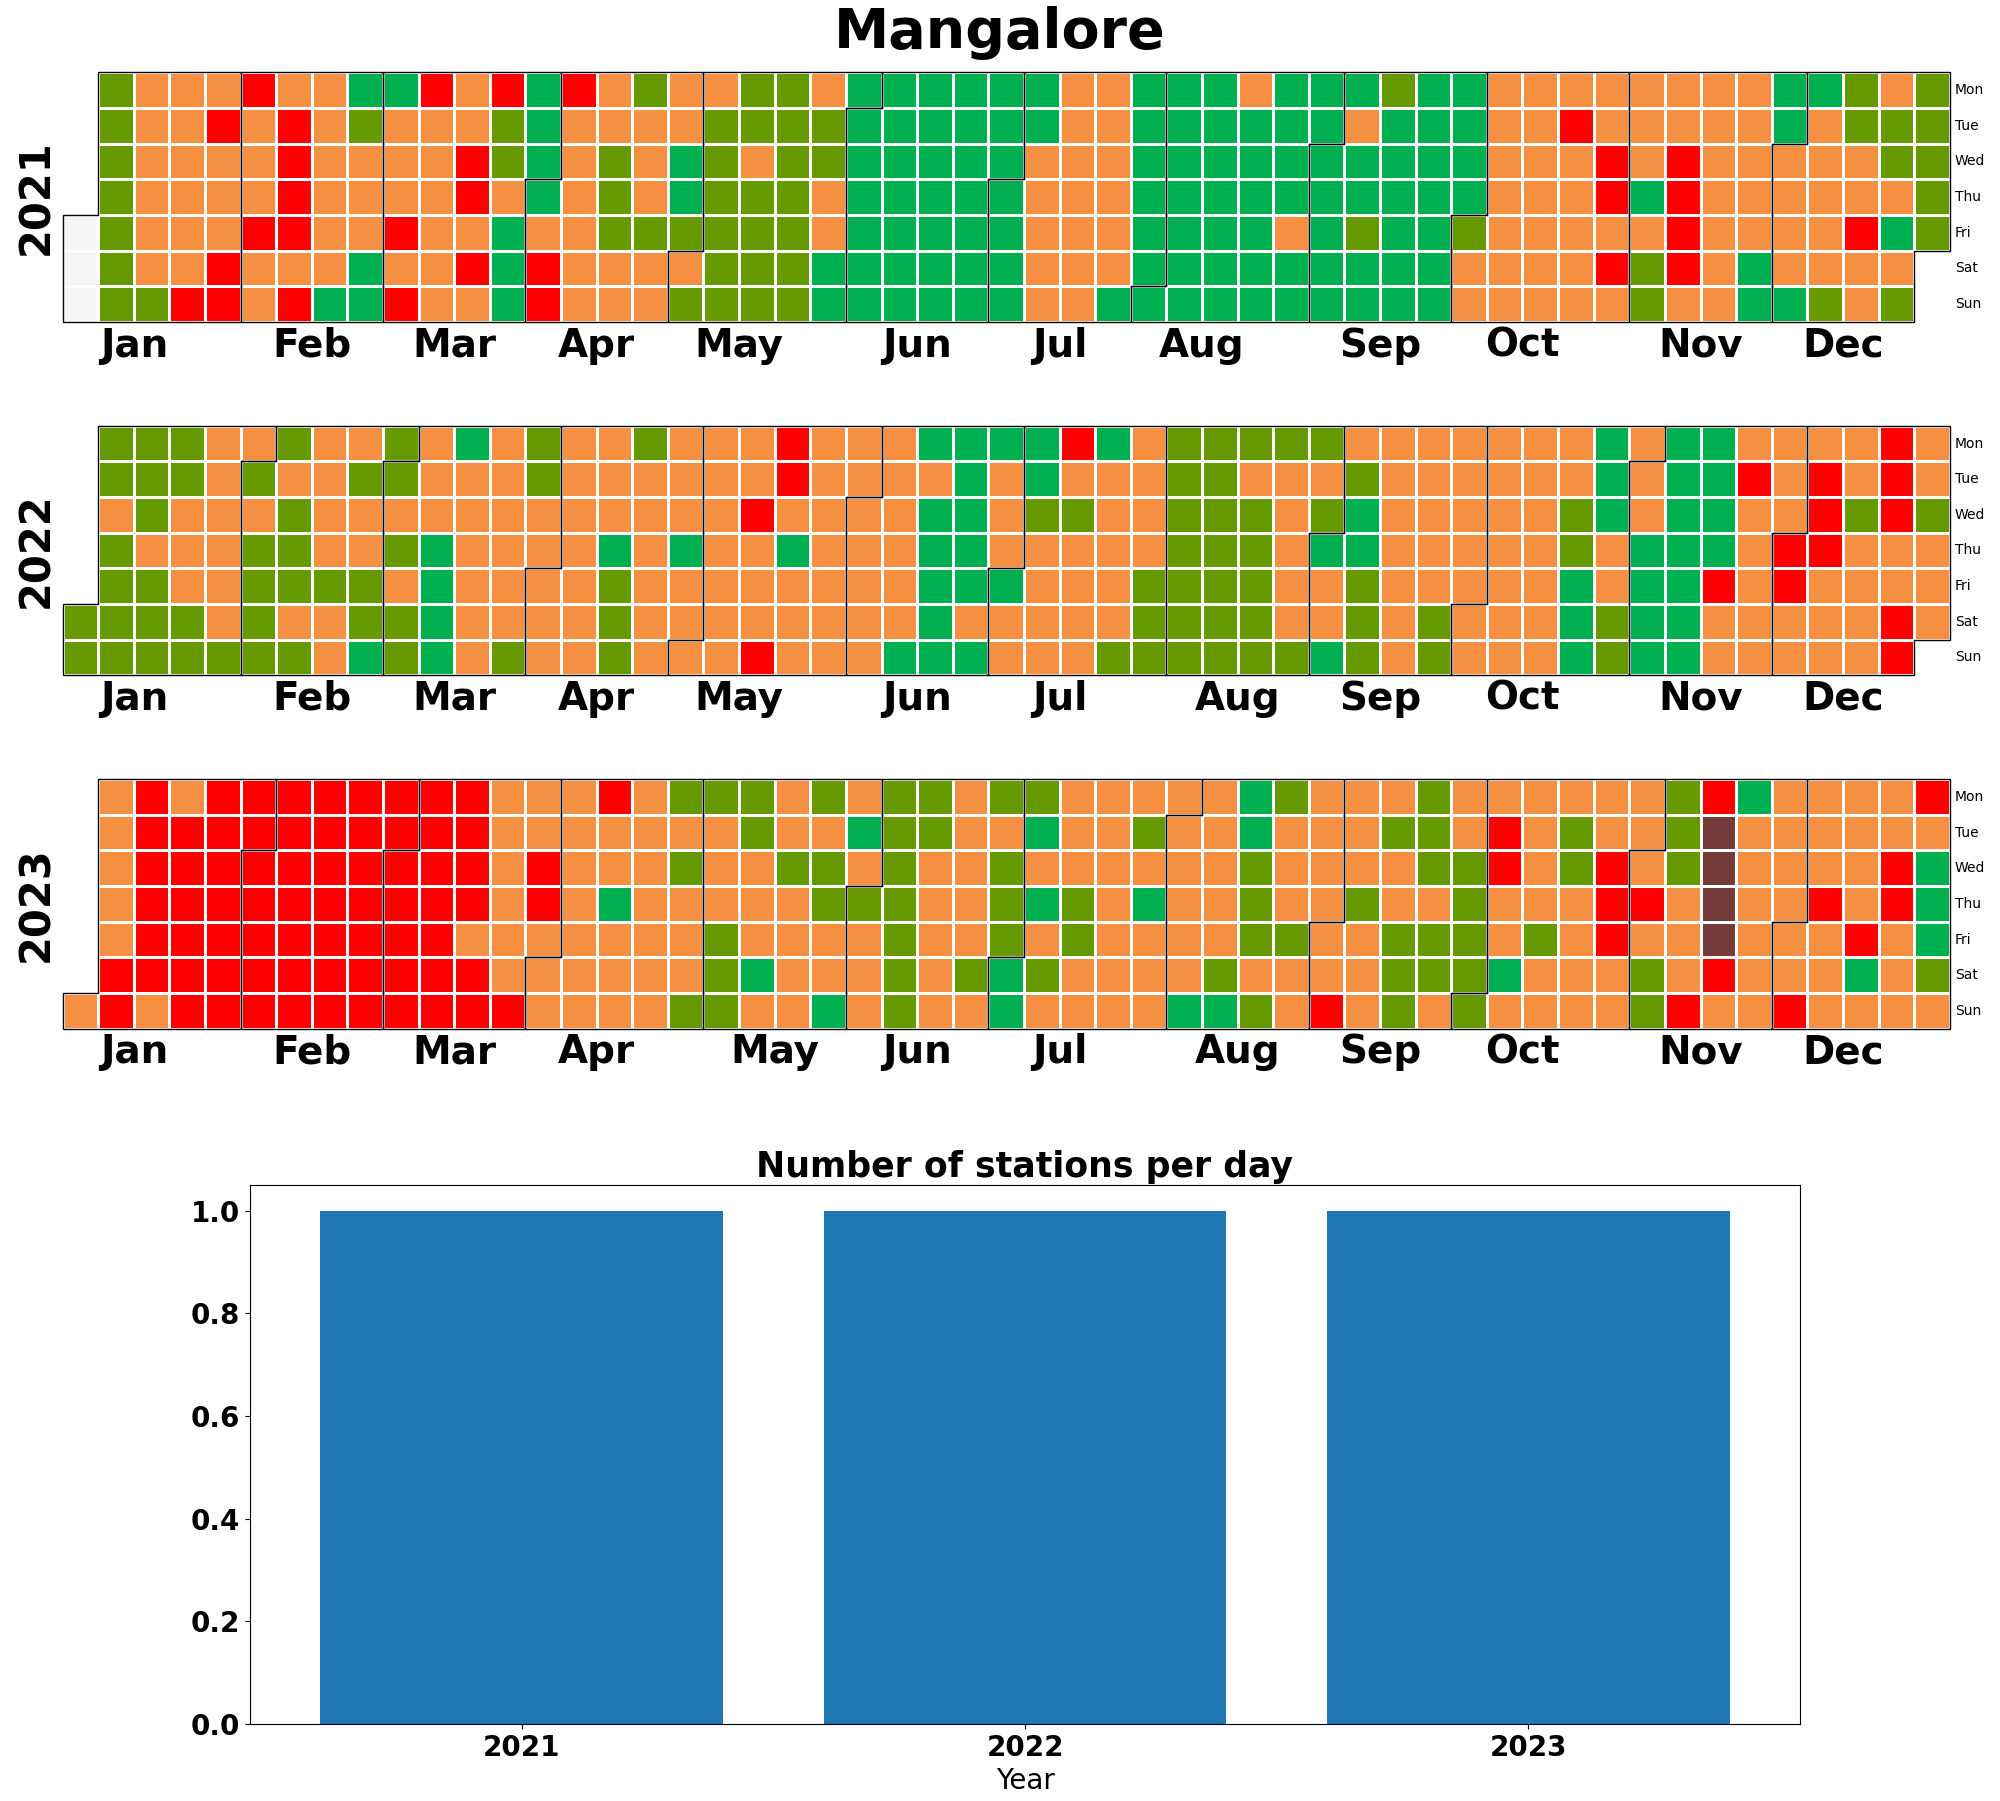 Mangalore
2021
Mon
Tue
Wed
Thu
Fri
Sat
Sun
Jan Feb Mar Apr May Jun Jul Aug Sep Oct Nov Dec
2022
Mon
Tue
Wed
Thu
Fri
Sat
Sun
Jan Feb Mar Apr May Jun Jul Aug Sep Oct Nov Dec
2023
Mon
Tue
Wed
Thu
Fri
Sat
Sun
Jan Feb Mar Apr May Jun Jul Aug Sep Oct Nov Dec
Number of stations per day
1.0
0.8
0.6
0.4
0.2
0.0
2021 2022 2023
Year